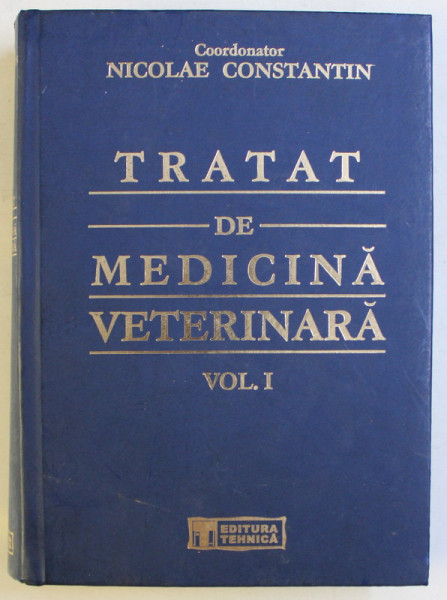 Coordonator
NICOLAE CONSTANTIN
TRATAT
DE
MEDICINĂ
VETERINARĂ
VOL. I
EDITURA
TEHNICĂ